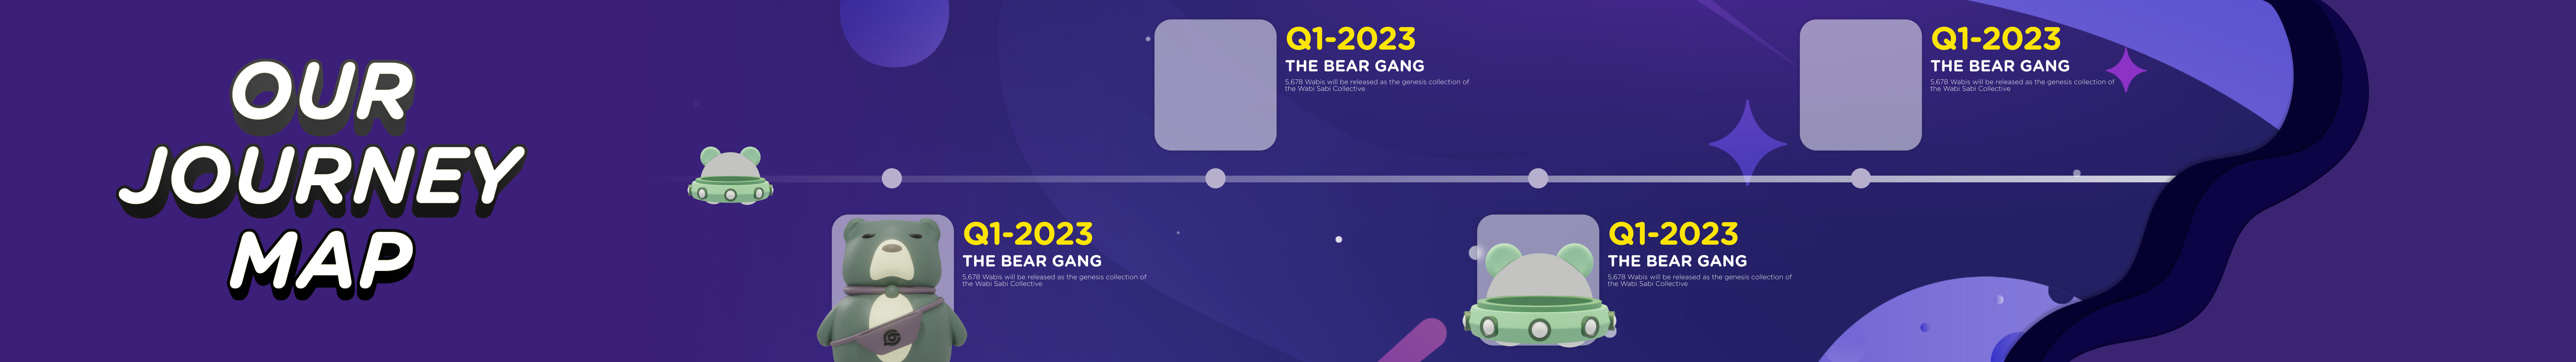 OUR
JOURNEY
MAP
Q1-2023
THE BEAR GANG
5,678 Wabis will be released as the genesis collection of
the Wabi Sabi Collective
Q1-2023
THE BEAR GANG
5,678 Wabis will be released as the genesis collection of
the Wabi Sabi Collective
Q1-2023
THE BEAR GANG
5,678 Wabis will be released as the genesis collection of
the Wabi Sabi Collective
Q1-2023
THE BEAR GANG
5,678 Wabis will be released as the genesis collection of
the Wabi Sabi Collective